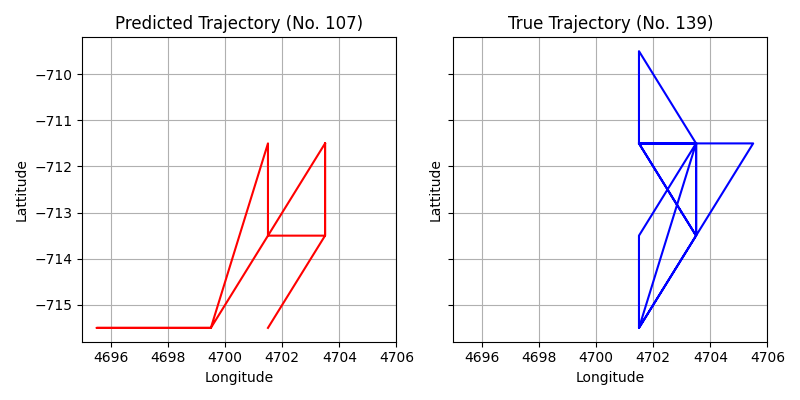 Predicted Trajectory (No. 107)
True Trajectory (No. 139)
Lattitude
−710
−711
−712
−713
−714
−715
4696 4698 4700 4702 4704 4706
Longitude
Lattitude
4696 4698 4700 4702 4704 4706
Longitude